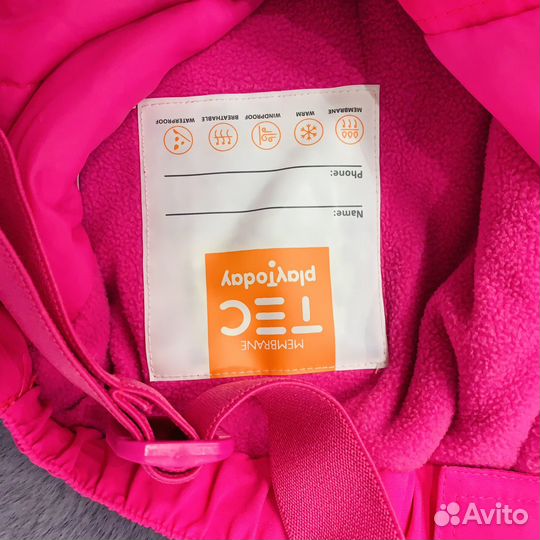 MEMBRANE
TEC
playToday
Name:
Phone:
MEMBRANE WARM WINDPROOF BREATHABLE WATERPROOF
Avito